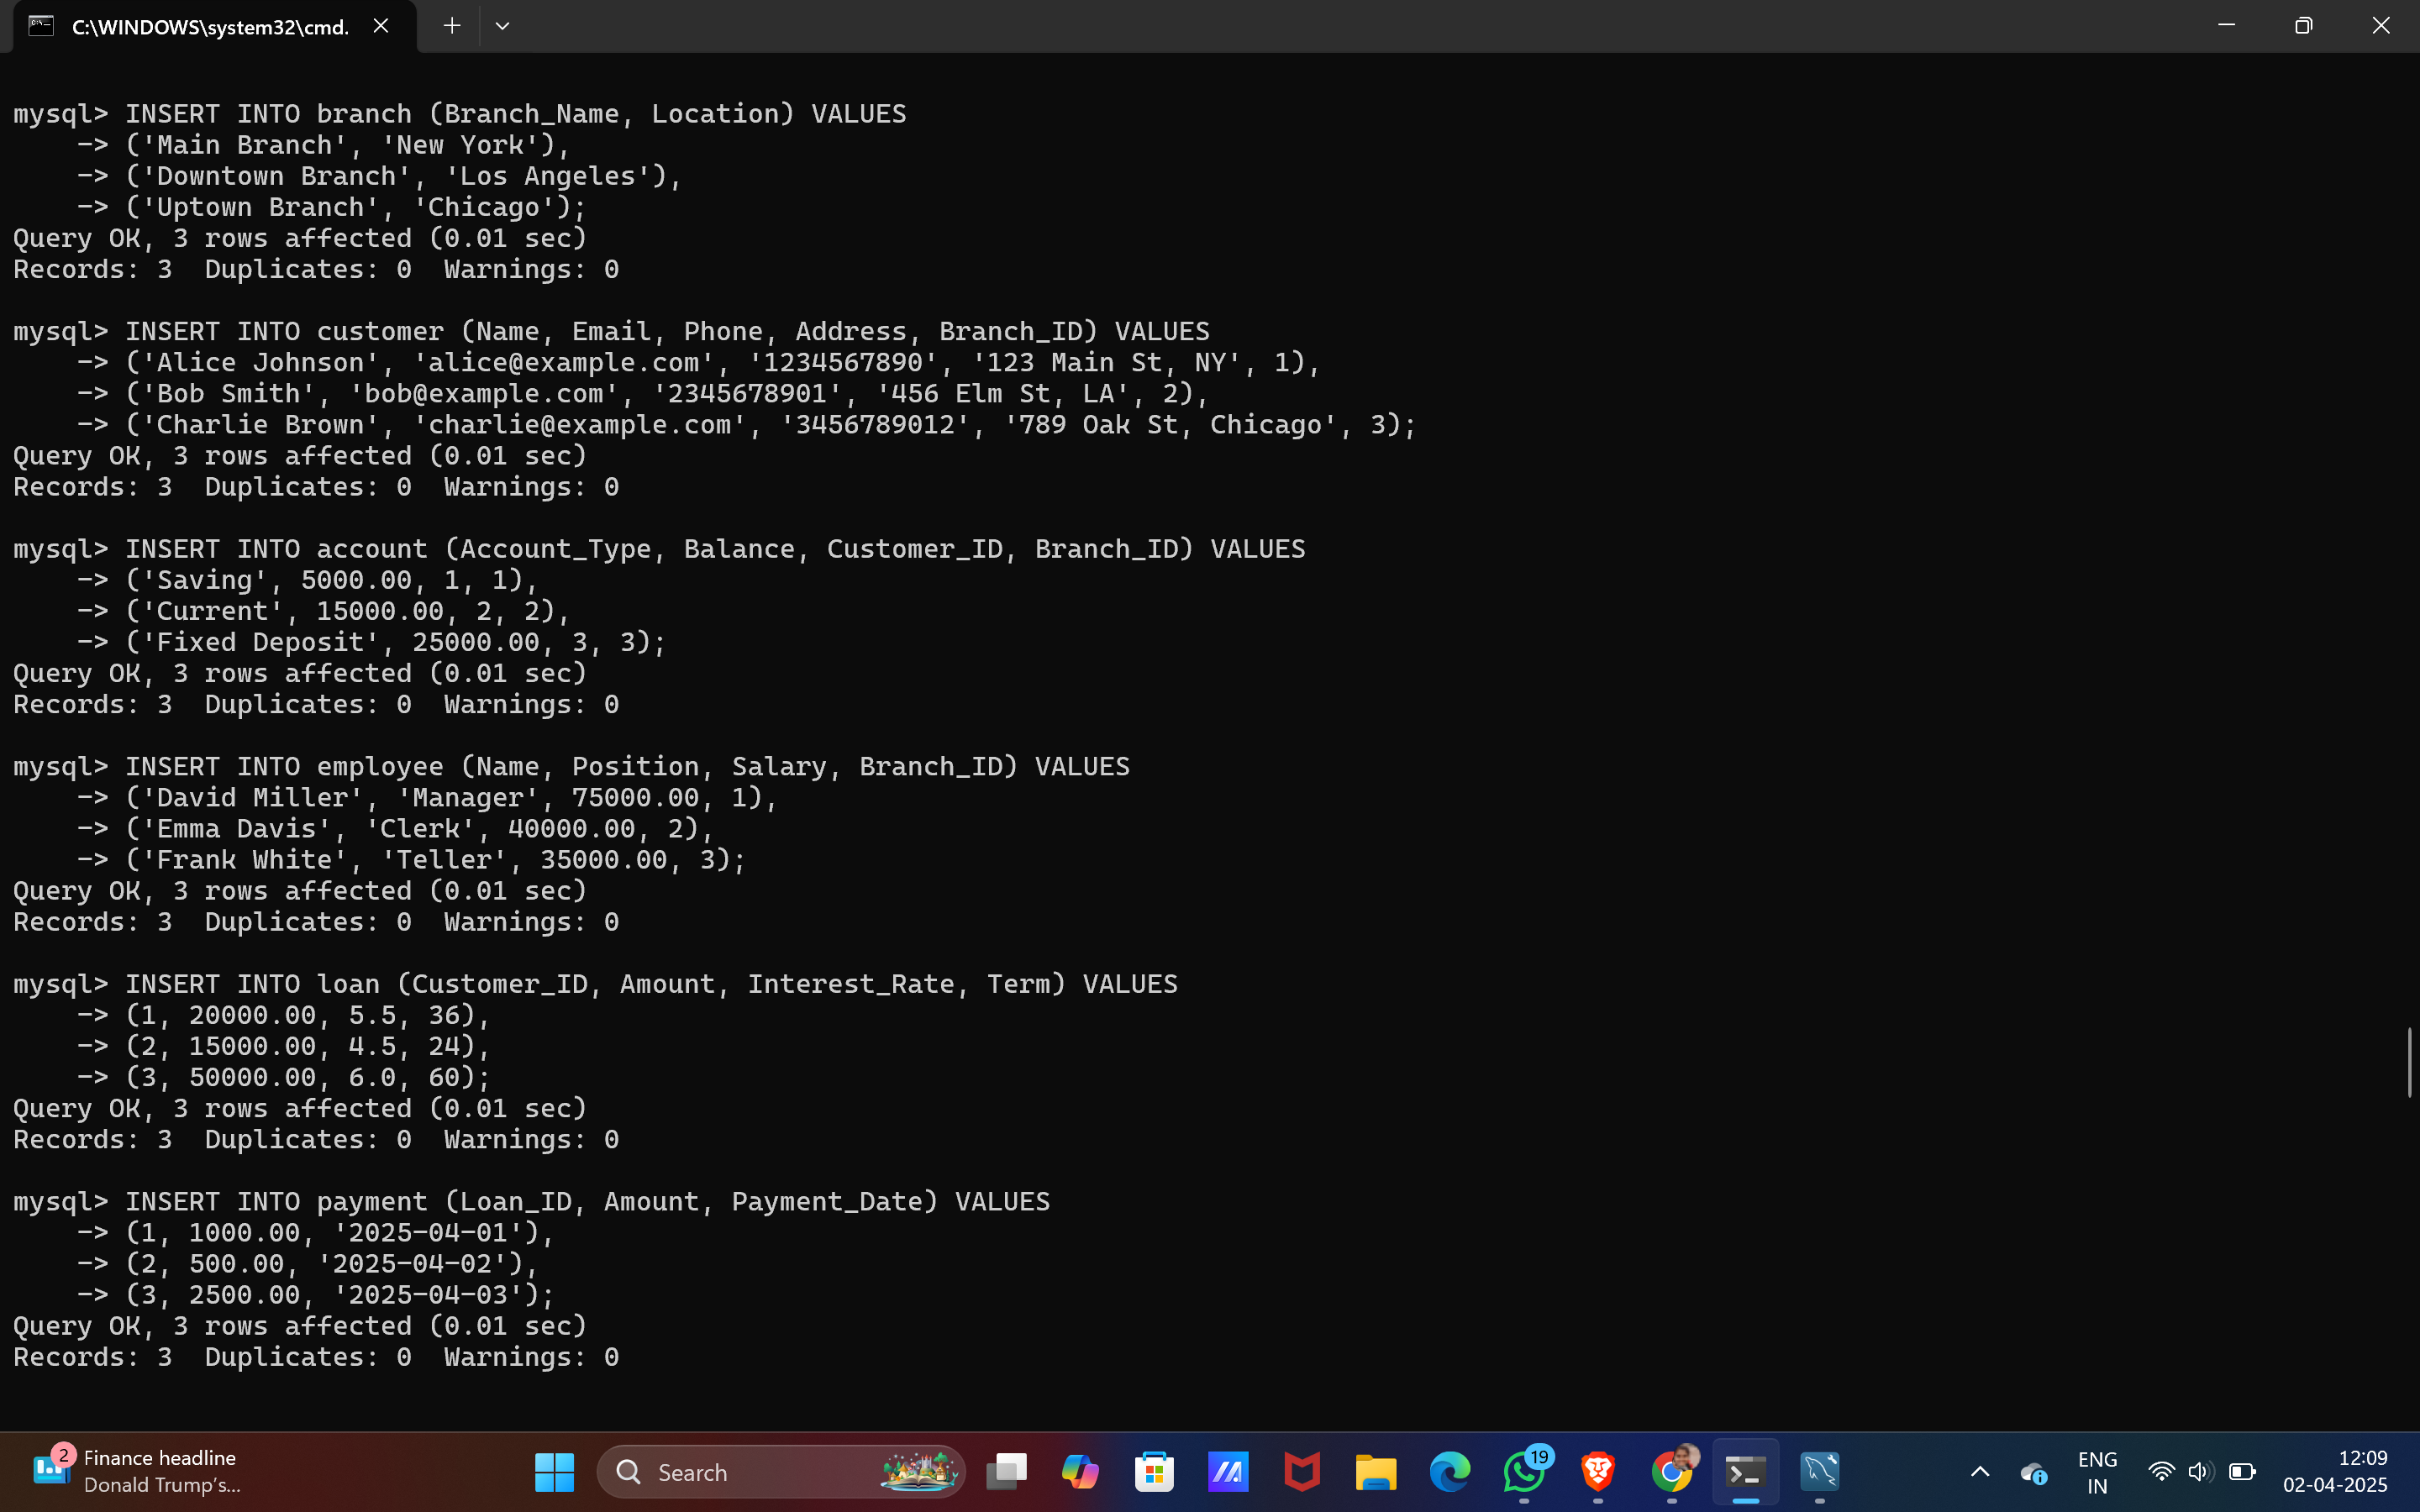 C:\WINDOWS\system32\cmd.
mysql> INSERT INTO branch (Branch_Name, Location) VALUES
    -> ('Main Branch', 'New York'),
    -> ('Downtown Branch', 'Los Angeles'),
    -> ('Uptown Branch', 'Chicago');
Query OK, 3 rows affected (0.01 sec)
Records: 3  Duplicates: 0  Warnings: 0
mysql> INSERT INTO customer (Name, Email, Phone, Address, Branch_ID) VALUES
    -> ('Alice Johnson', 'alice@example.com', '1234567890', '123 Main St, NY', 1),
    -> ('Bob Smith', 'bob@example.com', '2345678901', '456 Elm St, LA', 2),
    -> ('Charlie Brown', 'charlie@example.com', '3456789012', '789 Oak St, Chicago', 3);
Query OK, 3 rows affected (0.01 sec)
Records: 3  Duplicates: 0  Warnings: 0
mysql> INSERT INTO account (Account_Type, Balance, Customer_ID, Branch_ID) VALUES
    -> ('Saving', 5000.00, 1, 1),
    -> ('Current', 15000.00, 2, 2),
    -> ('Fixed Deposit', 25000.00, 3, 3);
Query OK, 3 rows affected (0.01 sec)
Records: 3  Duplicates: 0  Warnings: 0
mysql> INSERT INTO employee (Name, Position, Salary, Branch_ID) VALUES
    -> ('David Miller', 'Manager', 75000.00, 1),
    -> ('Emma Davis', 'Clerk', 40000.00, 2),
    -> ('Frank White', 'Teller', 35000.00, 3);
Query OK, 3 rows affected (0.01 sec)
Records: 3  Duplicates: 0  Warnings: 0
mysql> INSERT INTO loan (Customer_ID, Amount, Interest_Rate, Term) VALUES
    -> (1, 20000.00, 5.5, 36),
    -> (2, 15000.00, 4.5, 24),
    -> (3, 50000.00, 6.0, 60);
Query OK, 3 rows affected (0.01 sec)
Records: 3  Duplicates: 0  Warnings: 0
mysql> INSERT INTO payment (Loan_ID, Amount, Payment_Date) VALUES
    -> (1, 1000.00, '2025-04-01'),
    -> (2, 500.00, '2025-04-02'),
    -> (3, 2500.00, '2025-04-03');
Query OK, 3 rows affected (0.01 sec)
Records: 3  Duplicates: 0  Warnings: 0
2
Finance headline
Donald Trump's...
Search
19
ENG
IN
12:09
02-04-2025